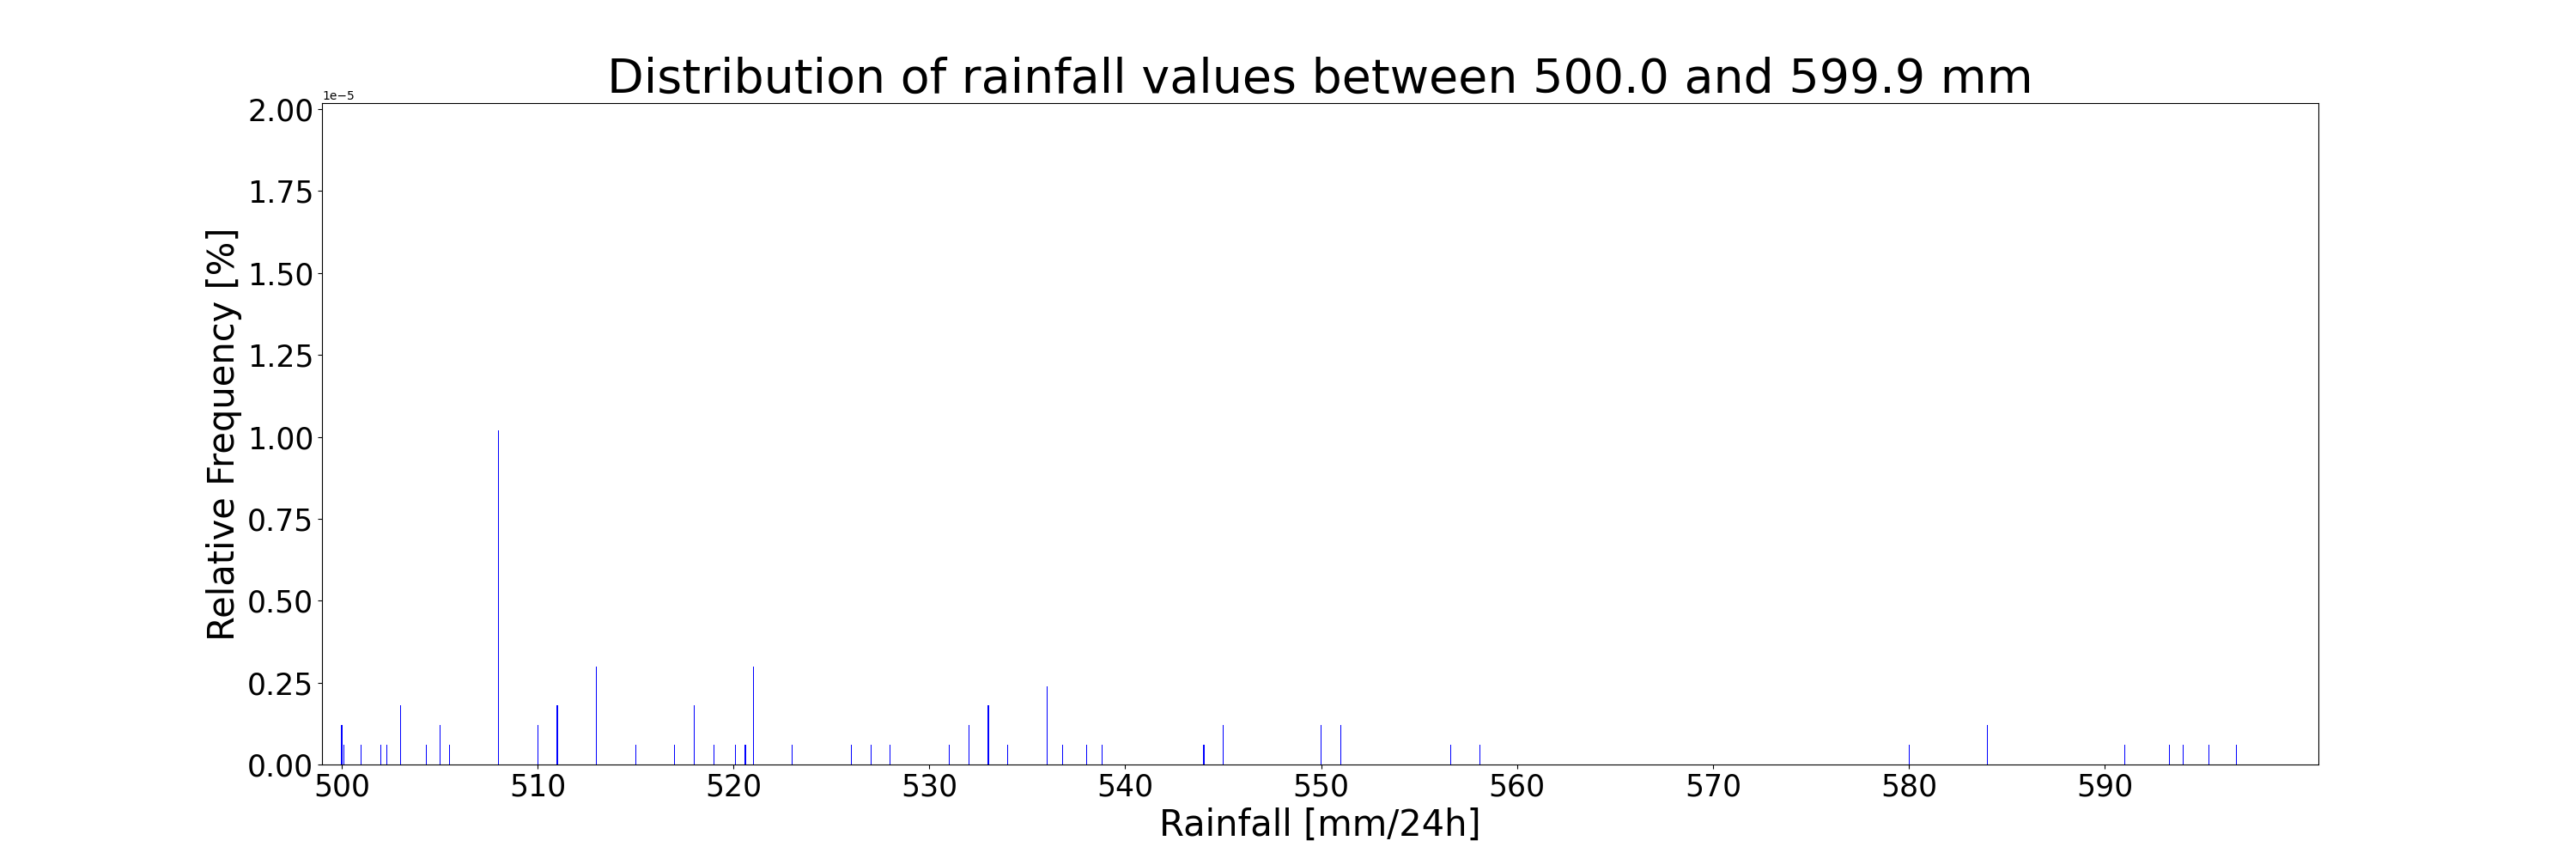 Distribution of rainfall values between 500.0 and 599.9 mm
1e−5
2.00
1.75
1.50
1.25
1.00
0.75
0.50
0.25
0.00
Relative Frequency [%]
500 510 520 530 540 550 560 570 580 590
Rainfall [mm/24h]